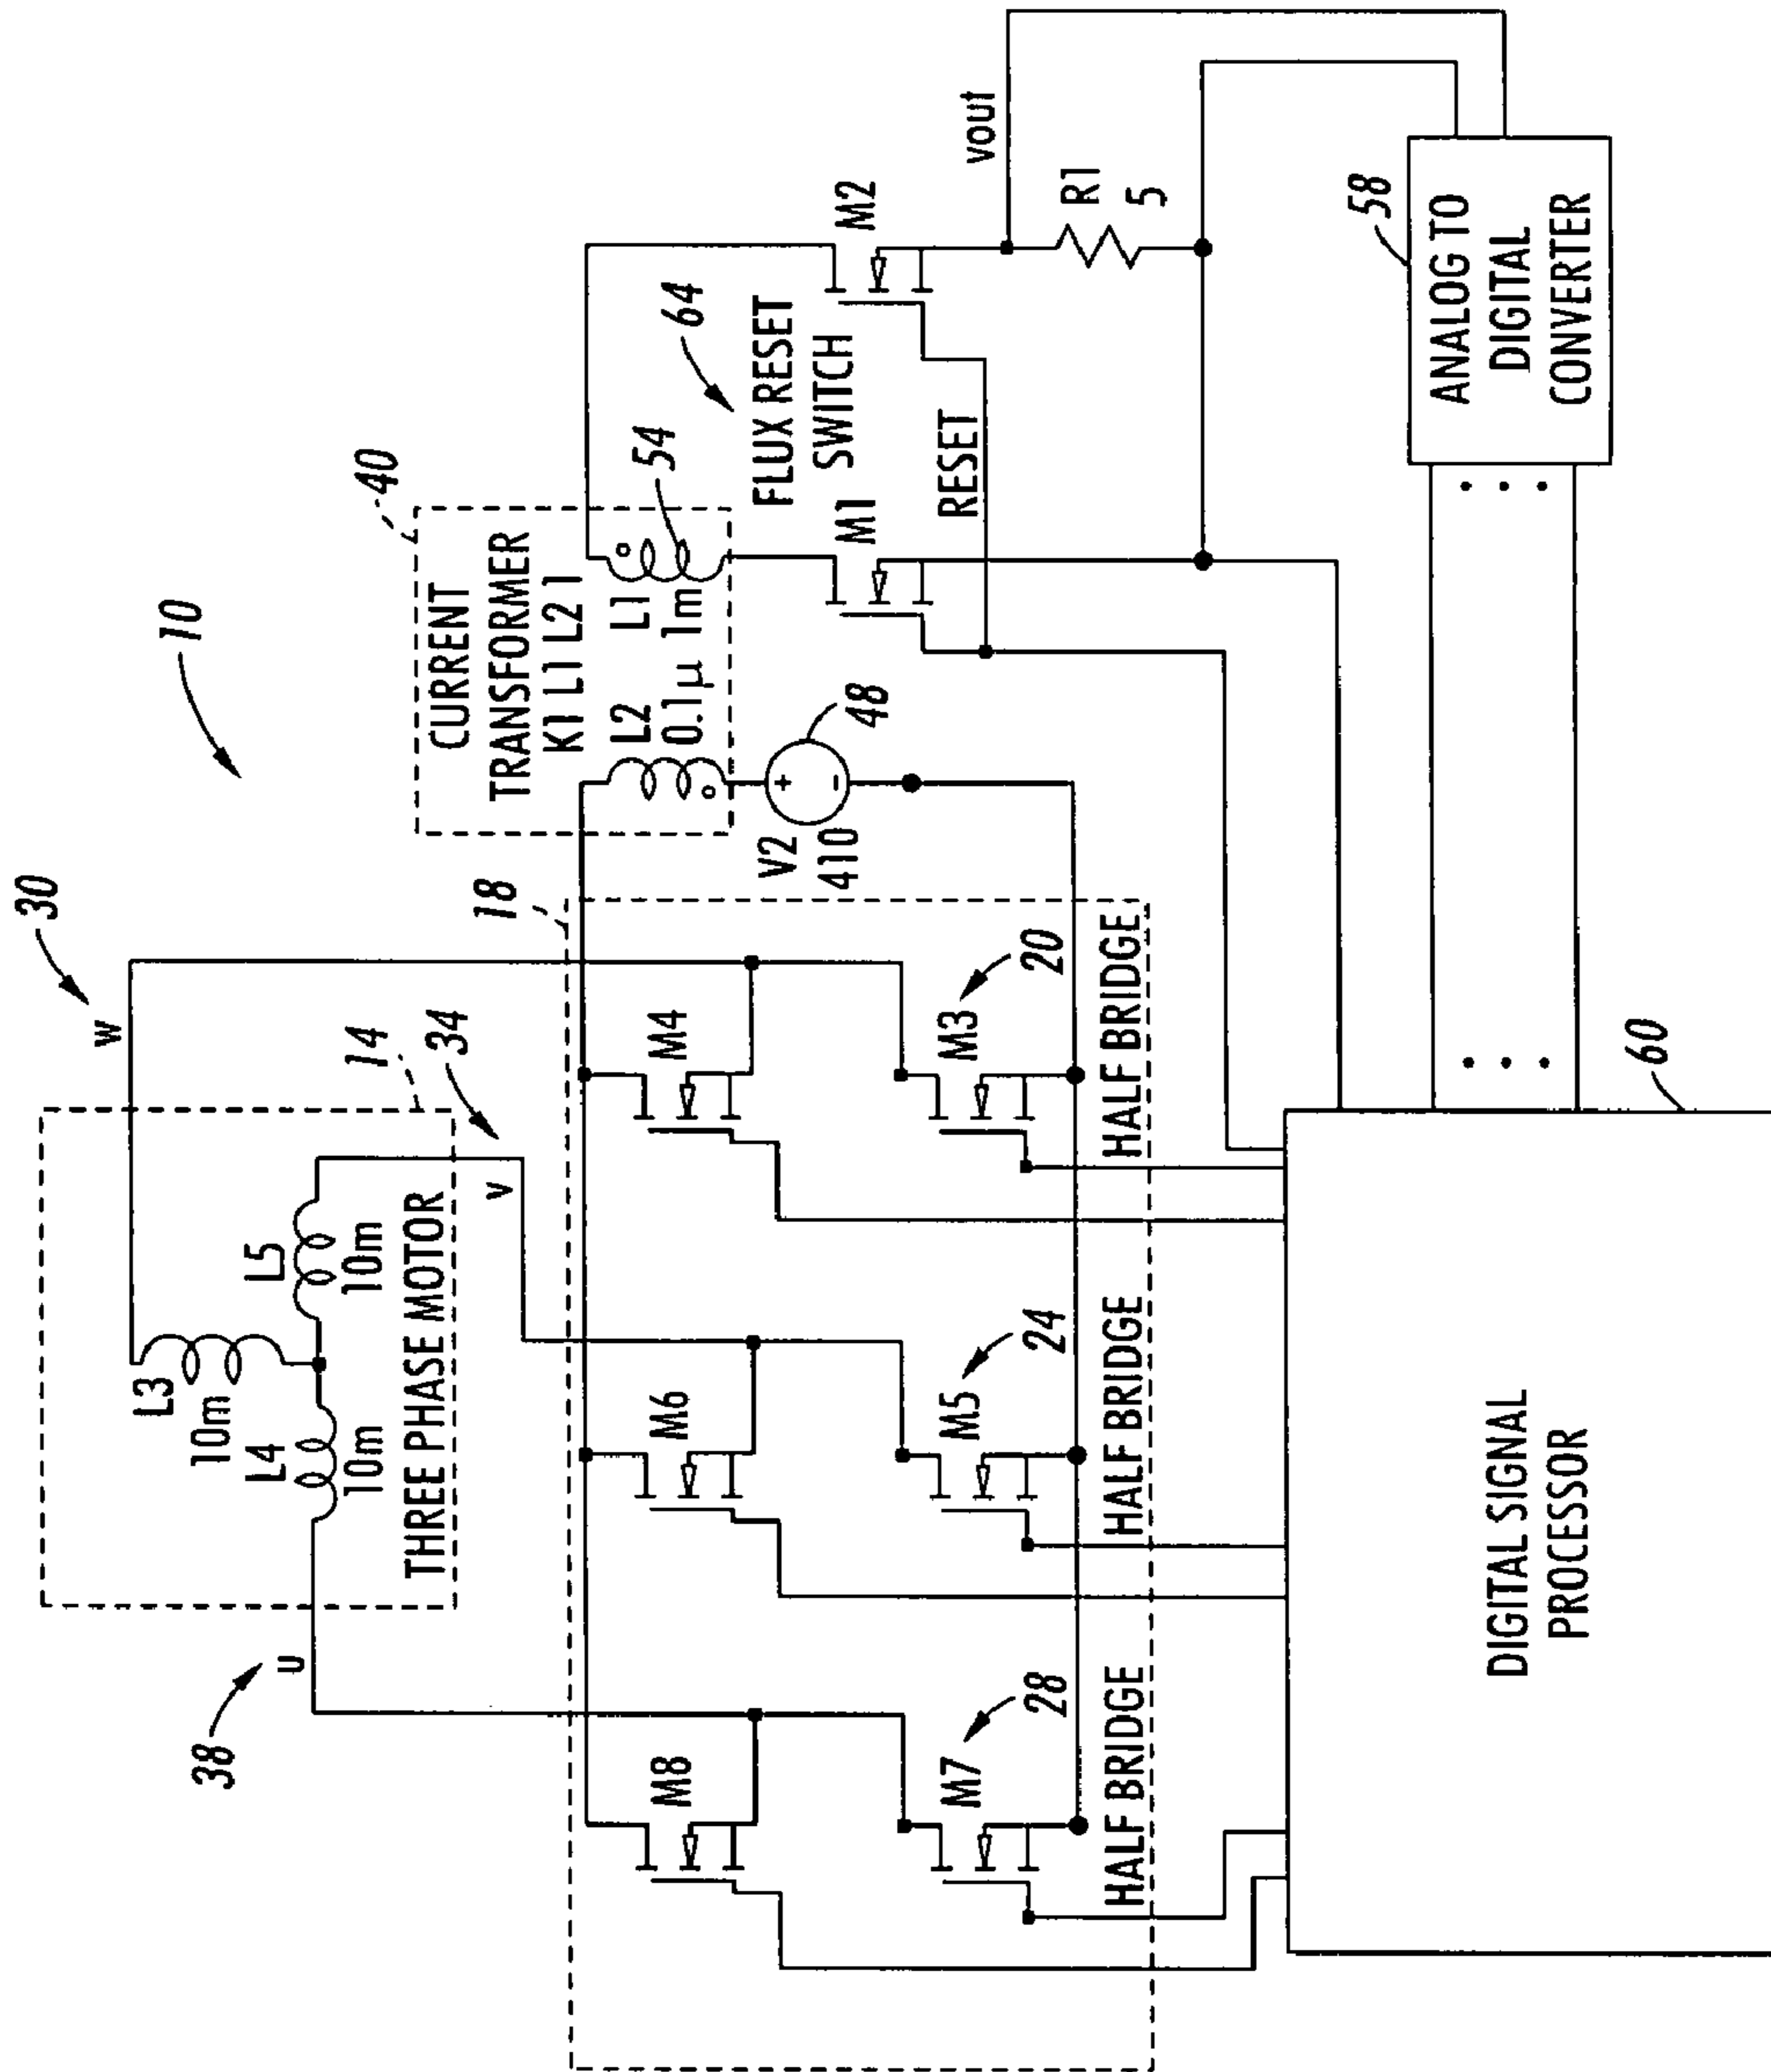 10
30
w
14
THREE PHASE MOTOR
L3
10m
L4
10m
L5
10m
34
v
38
u
18
M8
M7
28
HALF BRIDGE
M6
M5
24
HALF BRIDGE
M4
M3
20
HALF BRIDGE
40
CURRENT
TRANSFORMER
K1 L1 L2 1
L2
0.1µ
L1
1m
54
V2
410
48
FLUX RESET
SWITCH
64
M1
M2
RESET
vout
R1
5
58
ANALOG TO
DIGITAL
CONVERTER
60
DIGITAL SIGNAL
PROCESSOR